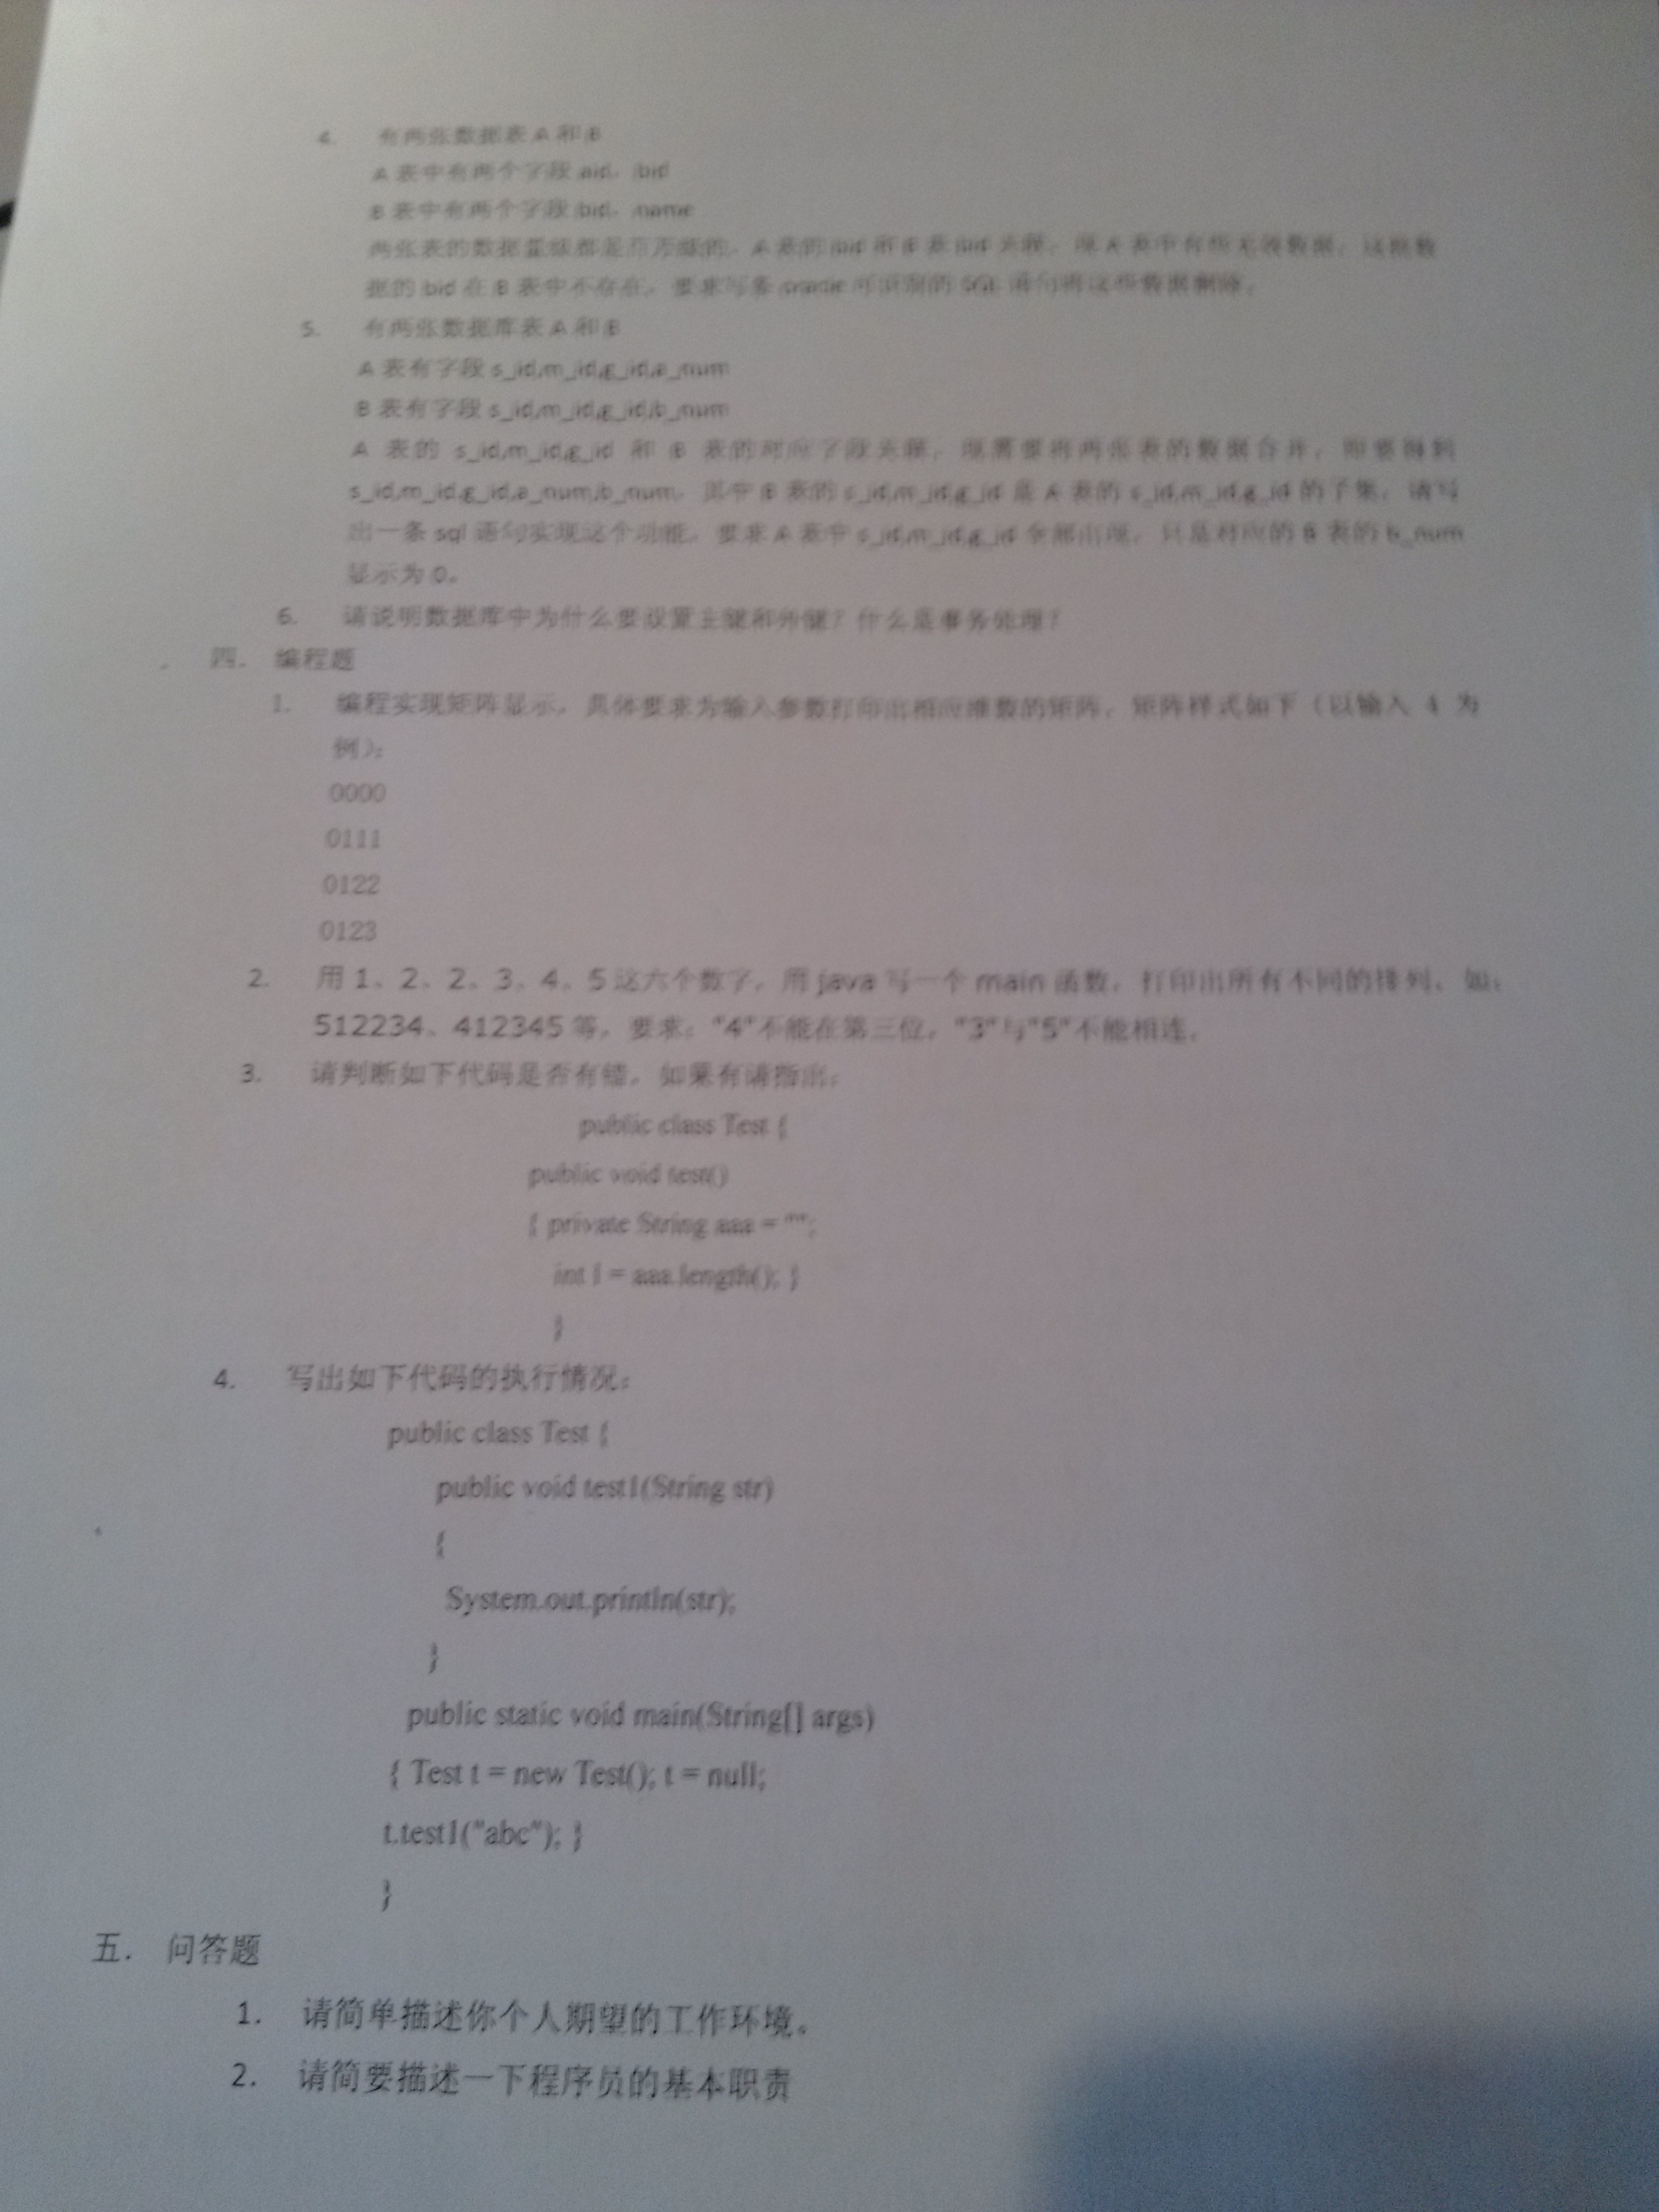 4. 有两张数据表 A 和 B
A 表中有两个字段 aid，bid
B 表中有两个字段 bid，name
两张表的数据量级都是百万级的，A 表的 bid 和 B 表 bid 关联，现 A 表中有些无效数据，这些数
据的 bid 在 B 表中不存在，要求写条 oracle 可识别的 SQL 语句将这些数据删除。
5. 有两张数据库表 A 和 B
A 表有字段 s_id,m_id,g_id,a_num
B 表有字段 s_id,m_id,g_id,b_num
A 表的 s_id,m_id,g_id 和 B 表的对应字段关联，现需要将两张表的数据合并，即要得到
s_id,m_id,g_id,a_num,b_num，其中 B 表的 s_id,m_id,g_id 是 A 表的 s_id,m_id,g_id 的子集，请写
出一条 sql 语句实现这个功能，要求 A 表中 s_id,m_id,g_id 全部出现，只是对应的 B 表的 b_num
显示为 0。
6. 请说明数据库中为什么要设置主键和外键？什么是事务处理？
四. 编程题
1. 编程实现矩阵显示，具体要求为输入参数打印出相应维数的矩阵，矩阵样式如下（以输入 4 为
例）：
0000
0111
0122
0123
2. 用 1、2、2、3、4、5 这六个数字，用 java 写一个 main 函数，打印出所有不同的排列，如：
512234、412345 等，要求："4"不能在第三位，"3"与"5"不能相连。
3. 请判断如下代码是否有错，如果有请指出：
public class Test {
public void test()
{ private String aaa = "";
int l = aaa.length(); }
}
4. 写出如下代码的执行情况：
public class Test {
public void test1(String str)
{
System.out.println(str);
}
public static void main(String[] args)
{ Test t = new Test(); t = null;
t.test1("abc"); }
}
五. 问答题
1. 请简单描述你个人期望的工作环境。
2. 请简要描述一下程序员的基本职责